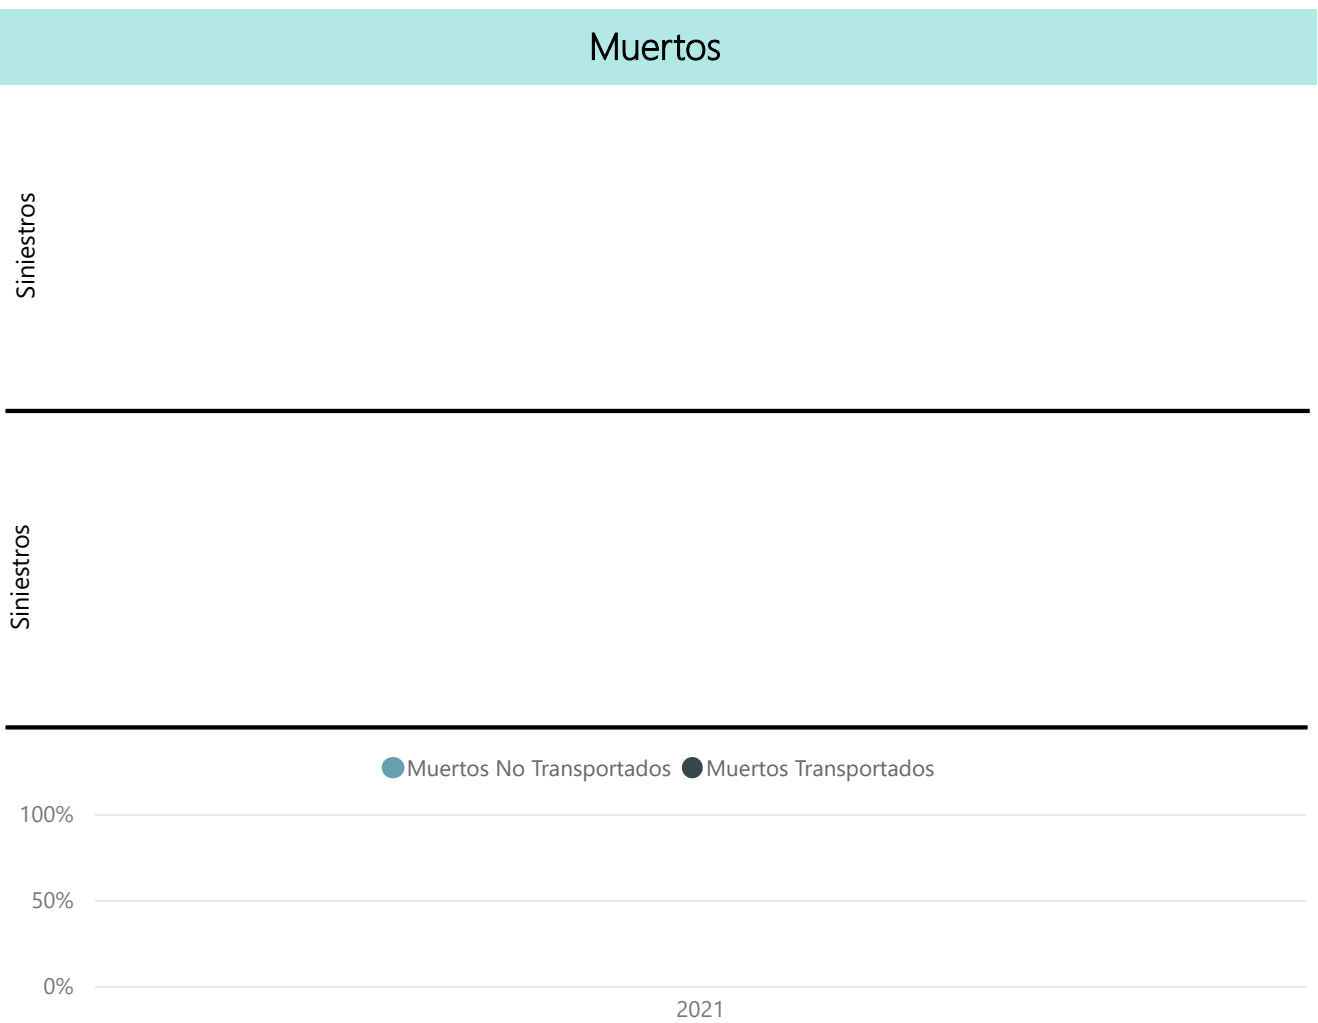 Muertos
Siniestros
Siniestros
Muertos No Transportados Muertos Transportados
100%
50%
0%
2021